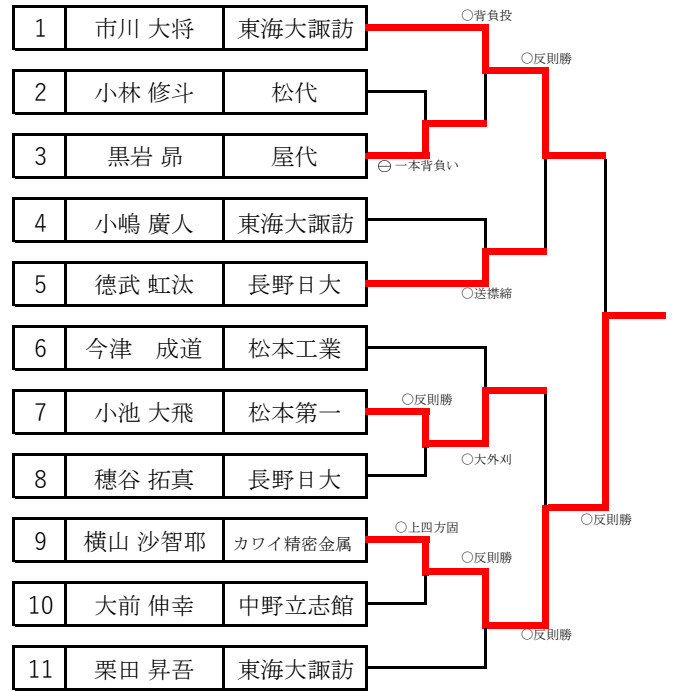 1 市川 大将 東海大諏訪
○背負投
○反則勝
2 小林 修斗 松代
3 黒岩 昴 屋代
㊀ 一本背負い
4 小嶋 廣人 東海大諏訪
5 德武 虹汰 長野日大
○送襟締
6 今津　成道 松本工業
7 小池 大飛 松本第一
○反則勝
8 穗谷 拓真 長野日大
○大外刈
9 横山 沙智耶 カワイ精密金属
○上四方固
○反則勝
○反則勝
10 大前 伸幸 中野立志館
11 栗田 昇吾 東海大諏訪
○反則勝